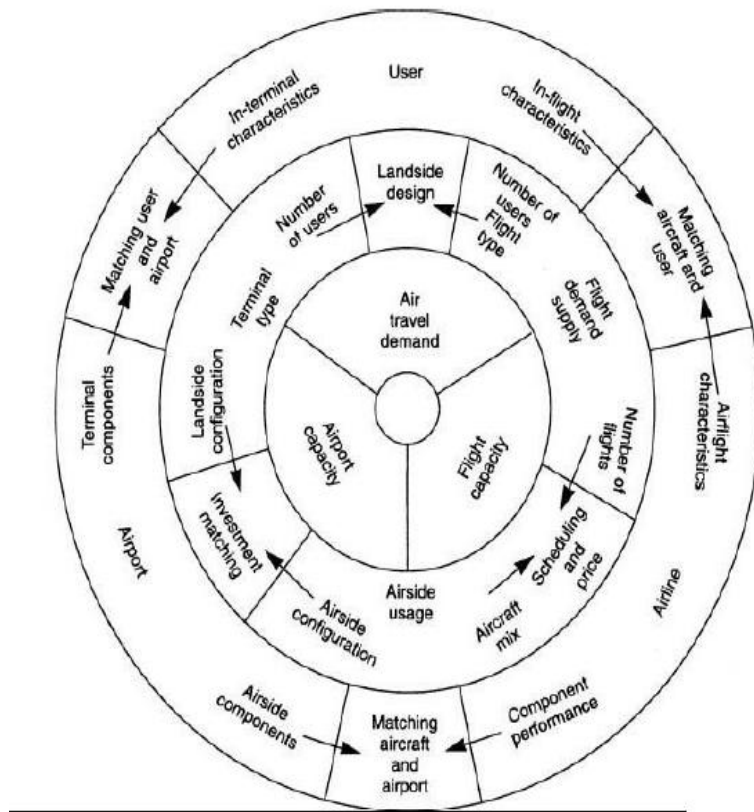 User
In-terminal
characteristics
In-flight
characteristics
Matching user
and
airport
Matching
aircraft and
user
Number
of users
Landside
design
Number of
users
Flight
type
Terminal
type
Flight
demand
supply
Air
travel
demand
Landside configuration
Airport
capacity
Flight
capacity
Number of
flights
Terminal
components
Airflight
characteristics
Airport
Investment
matching
Scheduling
and
price
Airline
Airside
usage
Airside
configuration
Aircraft
mix
Airside
components
Matching
aircraft
and
airport
Component
performance